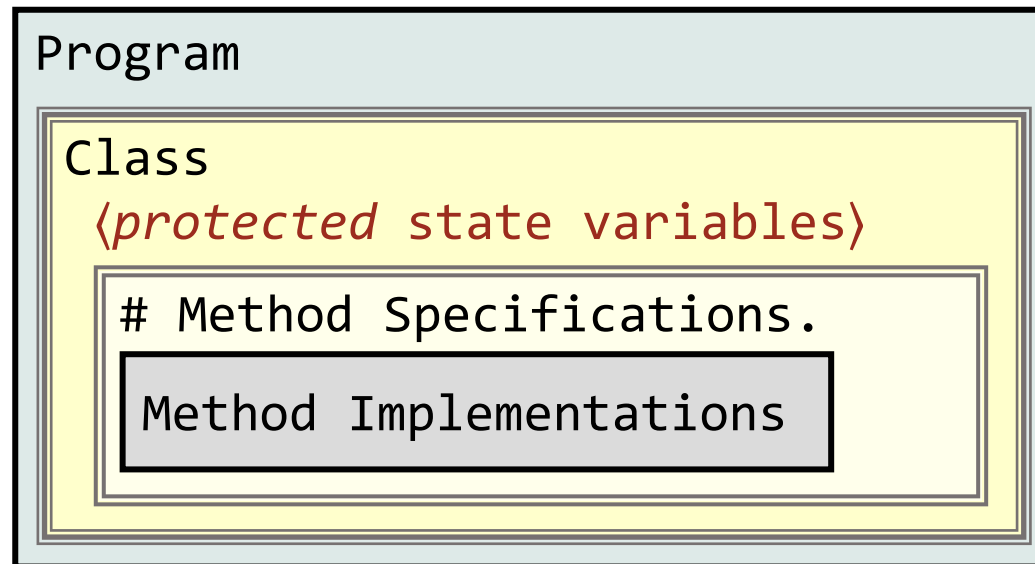 Program
Class
⟨protected state variables⟩
# Method Specifications.
Method Implementations